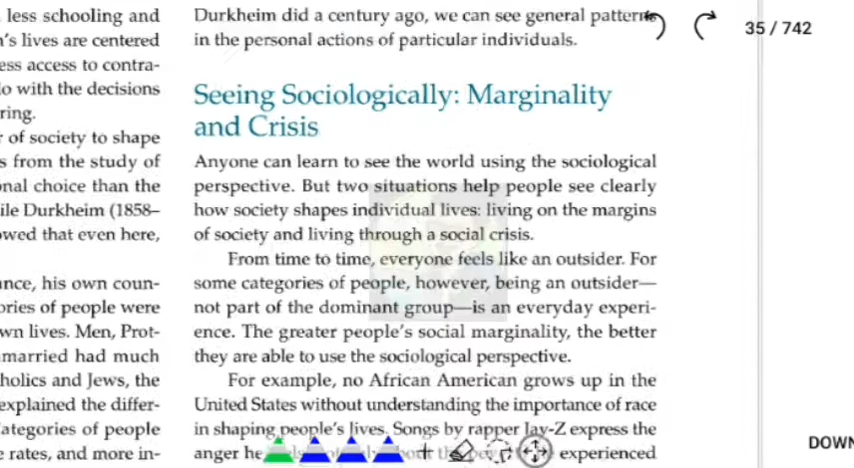 less schooling and
's lives are centered
ess access to contra-
o with the decisions
ring.
of society to shape
s from the study of
onal choice than the
ile Durkheim (1858–
owed that even here,
ance, his own coun-
ories of people were
wn lives. Men, Prot-
married had much
holics and Jews, the
explained the differ-
ategories of people
e rates, and more in-
Durkheim did a century ago, we can see general patterns
in the personal actions of particular individuals.
Seeing Sociologically: Marginality
and Crisis
Anyone can learn to see the world using the sociological
perspective. But two situations help people see clearly
how society shapes individual lives: living on the margins
of society and living through a social crisis.
From time to time, everyone feels like an outsider. For
some categories of people, however, being an outsider—
not part of the dominant group—is an everyday experi-
ence. The greater people's social marginality, the better
they are able to use the sociological perspective.
For example, no African American grows up in the
United States without understanding the importance of race
in shaping people's lives. Songs by rapper Jay-Z express the
anger he experienced
35 / 742
DOWN